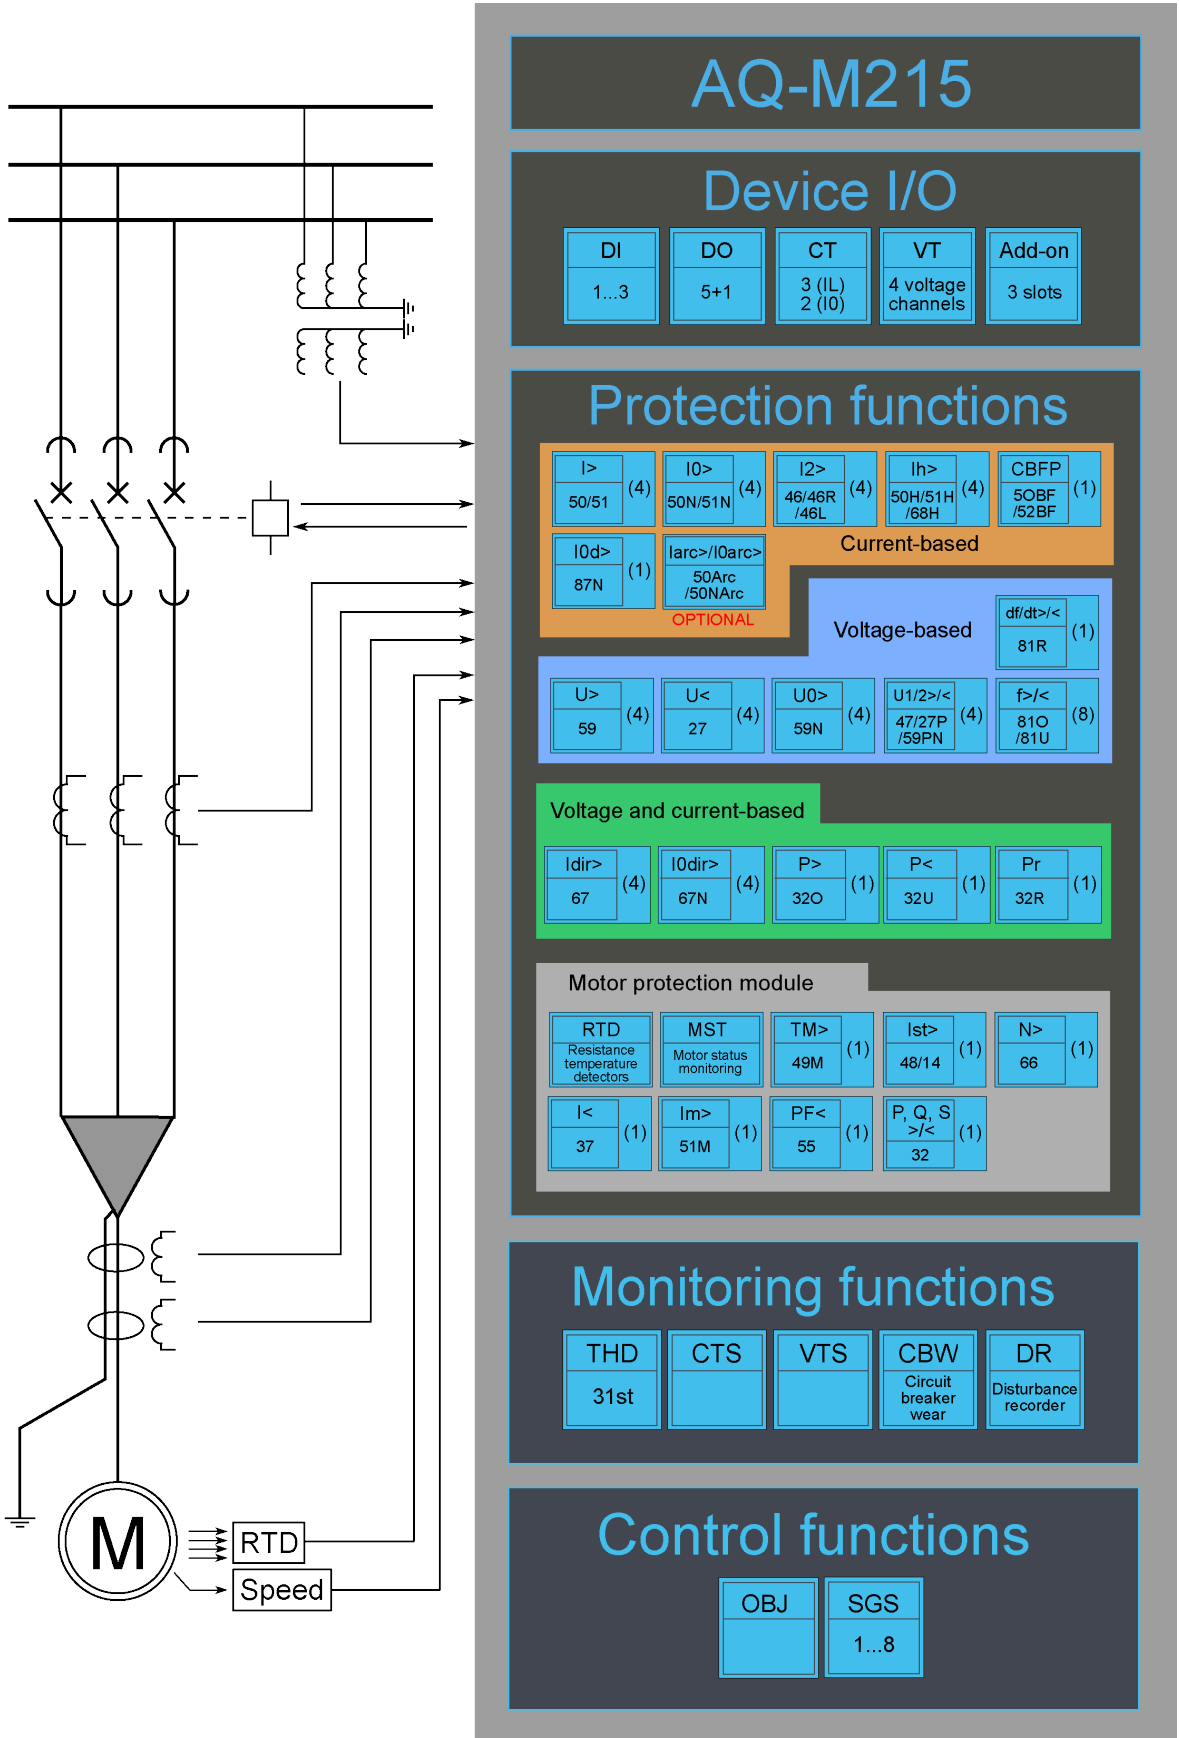 AQ-M215
Device I/O
DI
1...3
DO
5+1
CT
3 (IL)
2 (I0)
VT
4 voltage
channels
Add-on
3 slots
Protection functions
I>
50/51
(4)
I0>
50N/51N
(4)
I2>
46/46R
/46L
(4)
Ih>
50H/51H
/68H
(4)
CBFP
5OBF
/52BF
(1)
I0d>
87N
(1)
Iarc>/I0arc>
50Arc
/50NArc
OPTIONAL
Current-based
Voltage-based
df/dt>/<
81R
(1)
U>
59
(4)
U<
27
(4)
U0>
59N
(4)
U1/2>/<
47/27P
/59PN
(4)
f>/<
81O
/81U
(8)
Voltage and current-based
Idir>
67
(4)
I0dir>
67N
(4)
P>
32O
(1)
P<
32U
(1)
Pr
32R
(1)
Motor protection module
RTD
Resistance
temperature
detectors
MST
Motor status
monitoring
TM>
49M
(1)
Ist>
48/14
(1)
N>
66
(1)
I<
37
(1)
Im>
51M
(1)
PF<
55
(1)
P, Q, S
>/<
32
(1)
Monitoring functions
THD
31st
CTS
VTS
CBW
Circuit
breaker
wear
DR
Disturbance
recorder
Control functions
OBJ
SGS
1...8
M
RTD
Speed